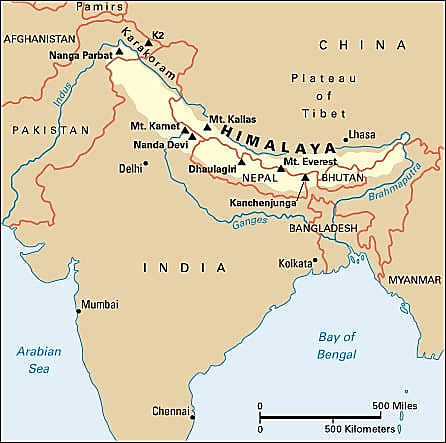 Pamirs
AFGHANISTAN
K2
Karakoram
Nanga Parbat
CHINA
Indus
Plateau
of
Tibet
PAKISTAN
Mt. Kallas
HIMALAYA
Mt. Kamet
Lhasa
Nanda Devi
Delhi
Dhaulagiri
Mt. Everest
NEPAL
BHUTAN
Brahmaputra
Kanchenjunga
Ganges
BANGLADESH
INDIA
Kolkata
MYANMAR
Mumbai
Arabian
Sea
Bay of
Bengal
Chennai
0 500 Miles
0 500 Kilometers